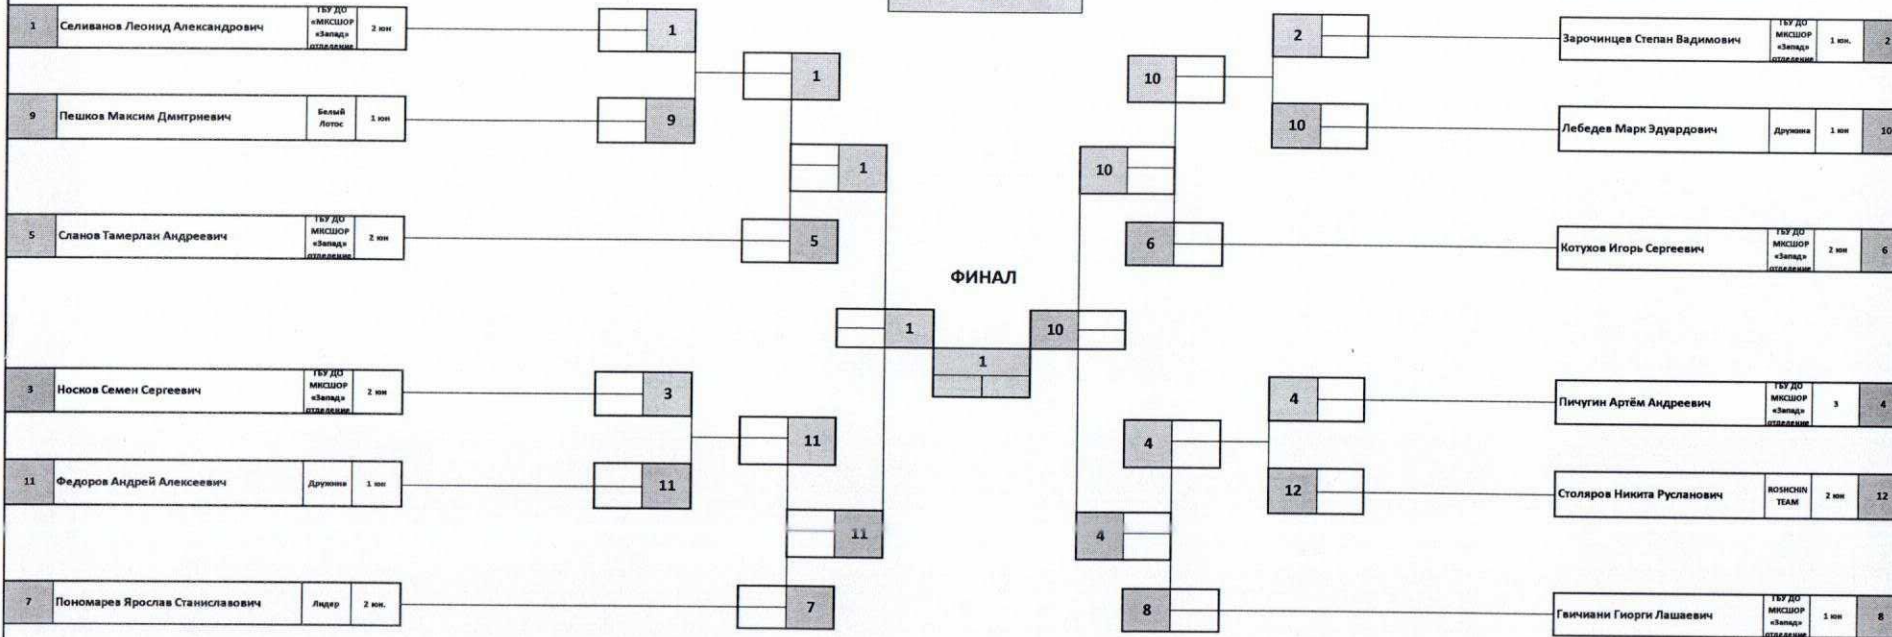 1 Селиванов Леонид Александрович ГБУ ДО «МКСШОР «Запад» отделение 2 юн
9 Пешков Максим Дмитриевич Белый Лотос 1 юн
5 Сланов Тамерлан Андреевич ГБУ ДО МКСШОР «Запад» отделение 2 юн
3 Носков Семен Сергеевич ГБУ ДО МКСШОР «Запад» отделение 2 юн
11 Федоров Андрей Алексеевич Дружина 1 юн
7 Пономарев Ярослав Станиславович Лидер 2 юн.
1
9
1
1
5
3
11
11
11
7
ФИНАЛ
1 10
1
2
10
10
10
6
4
12
4
4
8
Зарочинцев Степан Вадимович ГБУ ДО МКСШОР «Запад» отделение 1 юн. 2
Лебедев Марк Эдуардович Дружина 1 юн 10
Котухов Игорь Сергеевич ГБУ ДО МКСШОР «Запад» отделение 2 юн 6
Пичугин Артём Андреевич ГБУ ДО МКСШОР «Запад» отделение 3 4
Столяров Никита Русланович ROSHCHIN TEAM 2 юн 12
Гвичиани Гиорги Лашаевич ГБУ ДО МКСШОР «Запад» отделение 1 юн 8